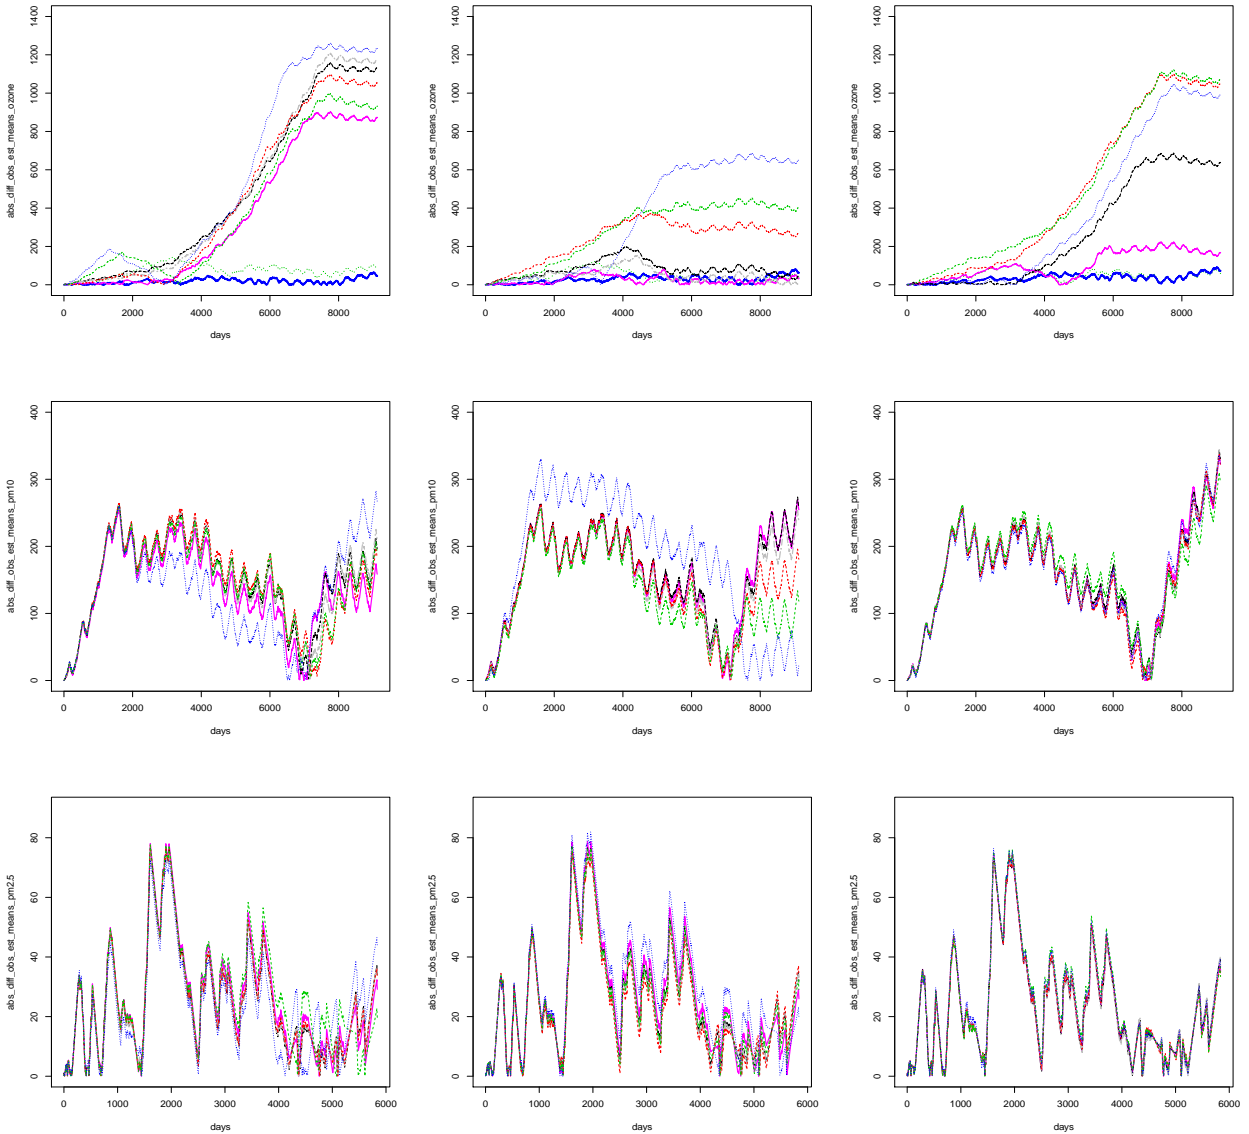 abs_diff_obs_est_means_ozone
0 200 400 600 800 1000 1200 1400
0 2000 4000 6000 8000
days
abs_diff_obs_est_means_ozone
0 200 400 600 800 1000 1200 1400
0 2000 4000 6000 8000
days
abs_diff_obs_est_means_ozone
0 200 400 600 800 1000 1200 1400
0 2000 4000 6000 8000
days
abs_diff_obs_est_means_pm10
0 100 200 300 400
0 2000 4000 6000 8000
days
abs_diff_obs_est_means_pm10
0 100 200 300 400
0 2000 4000 6000 8000
days
abs_diff_obs_est_means_pm10
0 100 200 300 400
0 2000 4000 6000 8000
days
abs_diff_obs_est_means_pm2.5
0 20 40 60 80
0 1000 2000 3000 4000 5000 6000
days
abs_diff_obs_est_means_pm2.5
0 20 40 60 80
0 1000 2000 3000 4000 5000 6000
days
abs_diff_obs_est_means_pm2.5
0 20 40 60 80
0 1000 2000 3000 4000 5000 6000
days